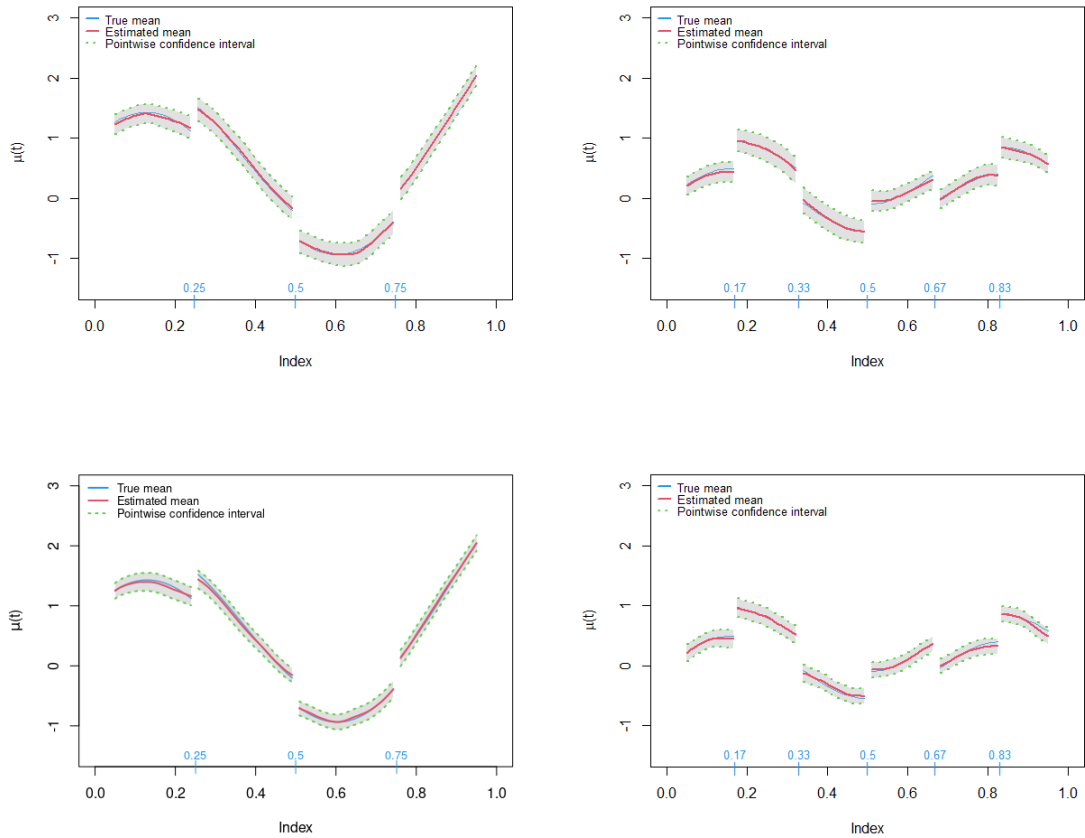 True mean
Estimated mean
Pointwise confidence interval
3
2
1
0
-1
μ(t)
0.25 0.5 0.75
0.0 0.2 0.4 0.6 0.8 1.0
Index
True mean
Estimated mean
Pointwise confidence interval
3
2
1
0
-1
μ(t)
0.17 0.33 0.5 0.67 0.83
0.0 0.2 0.4 0.6 0.8 1.0
Index
True mean
Estimated mean
Pointwise confidence interval
3
2
1
0
-1
μ(t)
0.25 0.5 0.75
0.0 0.2 0.4 0.6 0.8 1.0
Index
True mean
Estimated mean
Pointwise confidence interval
3
2
1
0
-1
μ(t)
0.17 0.33 0.5 0.67 0.83
0.0 0.2 0.4 0.6 0.8 1.0
Index